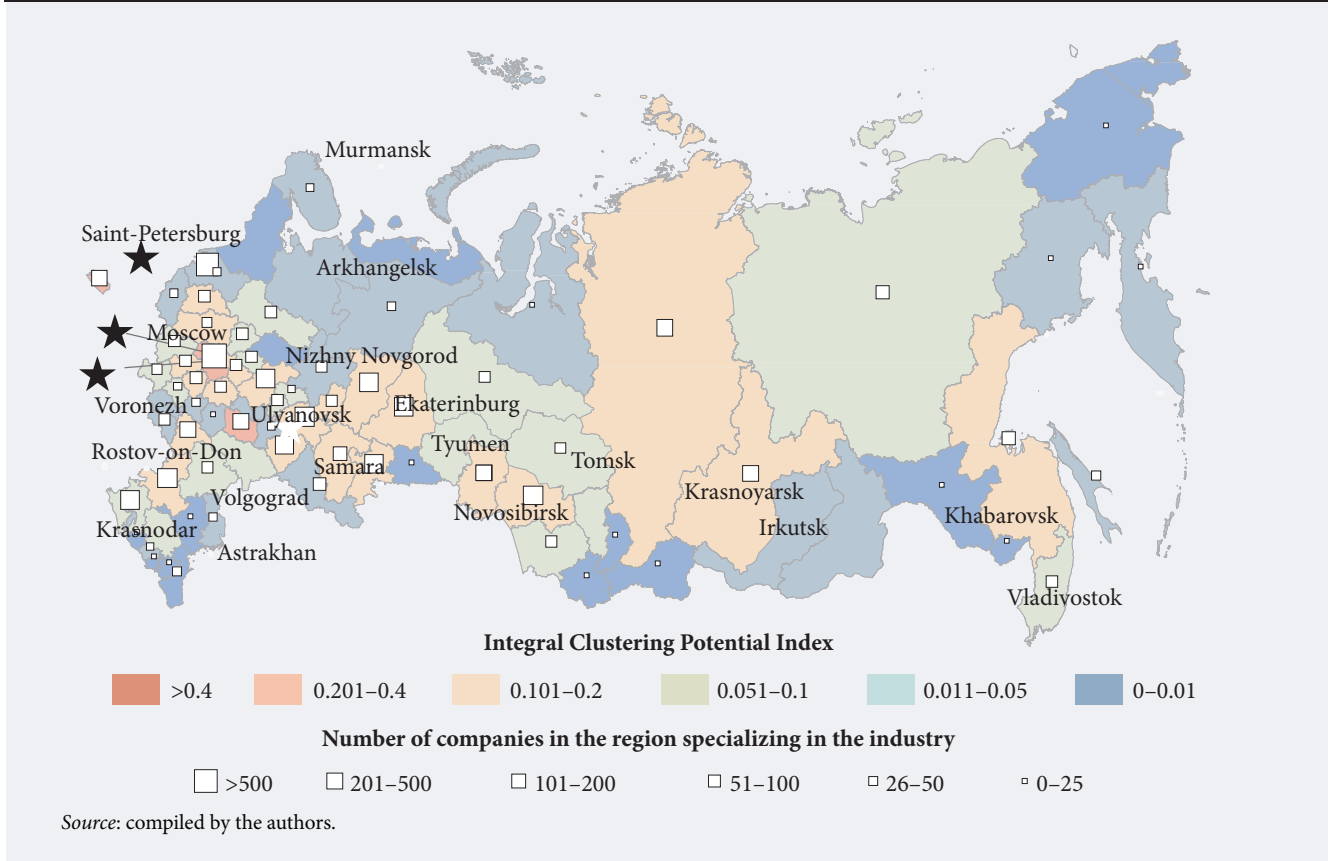 Murmansk
Saint-Petersburg
Arkhangelsk
Moscow
Nizhny Novgorod
Voronezh
Ulyanovsk
Ekaterinburg
Rostov-on-Don
Tyumen
Tomsk
Samara
Volgograd
Krasnoyarsk
Novosibirsk
Krasnodar
Irkutsk
Khabarovsk
Astrakhan
Vladivostok
Integral Clustering Potential Index
>0.4 0.201–0.4 0.101–0.2 0.051–0.1 0.011–0.05 0–0.01
Number of companies in the region specializing in the industry
>500 201–500 101–200 51–100 26–50 0–25
Source: compiled by the authors.